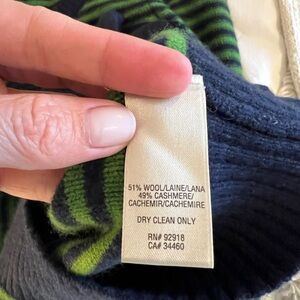 51% WOOL/LAINE/LANA
49% CASHMERE/
CACHEMIR/CACHEMIRE
DRY CLEAN ONLY
RN# 92918
CA# 34460